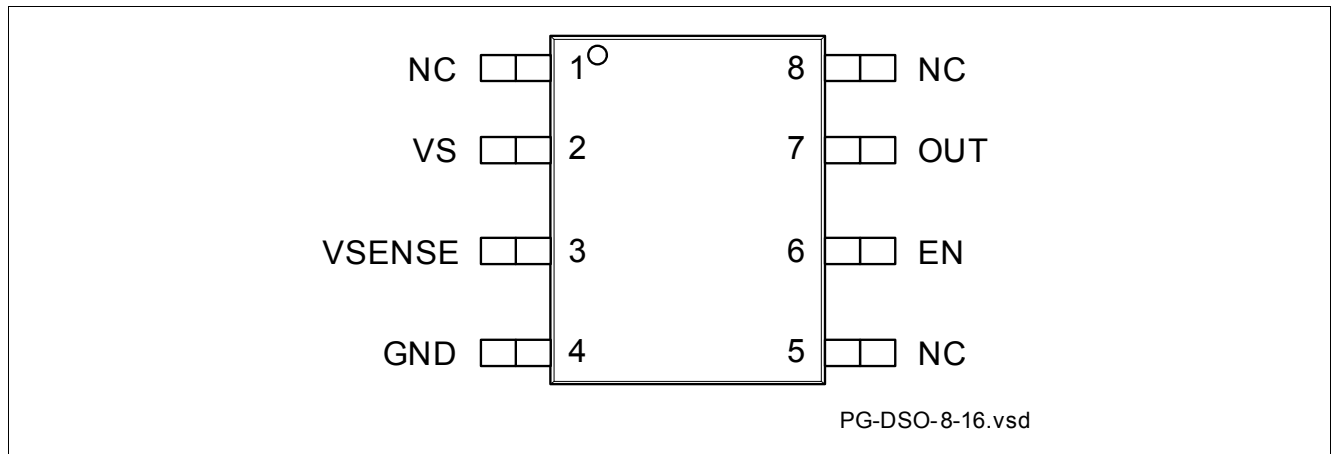 NC 1 8 NC
VS 2 7 OUT
VSENSE 3 6 EN
GND 4 5 NC
PG-DSO-8-16.vsd